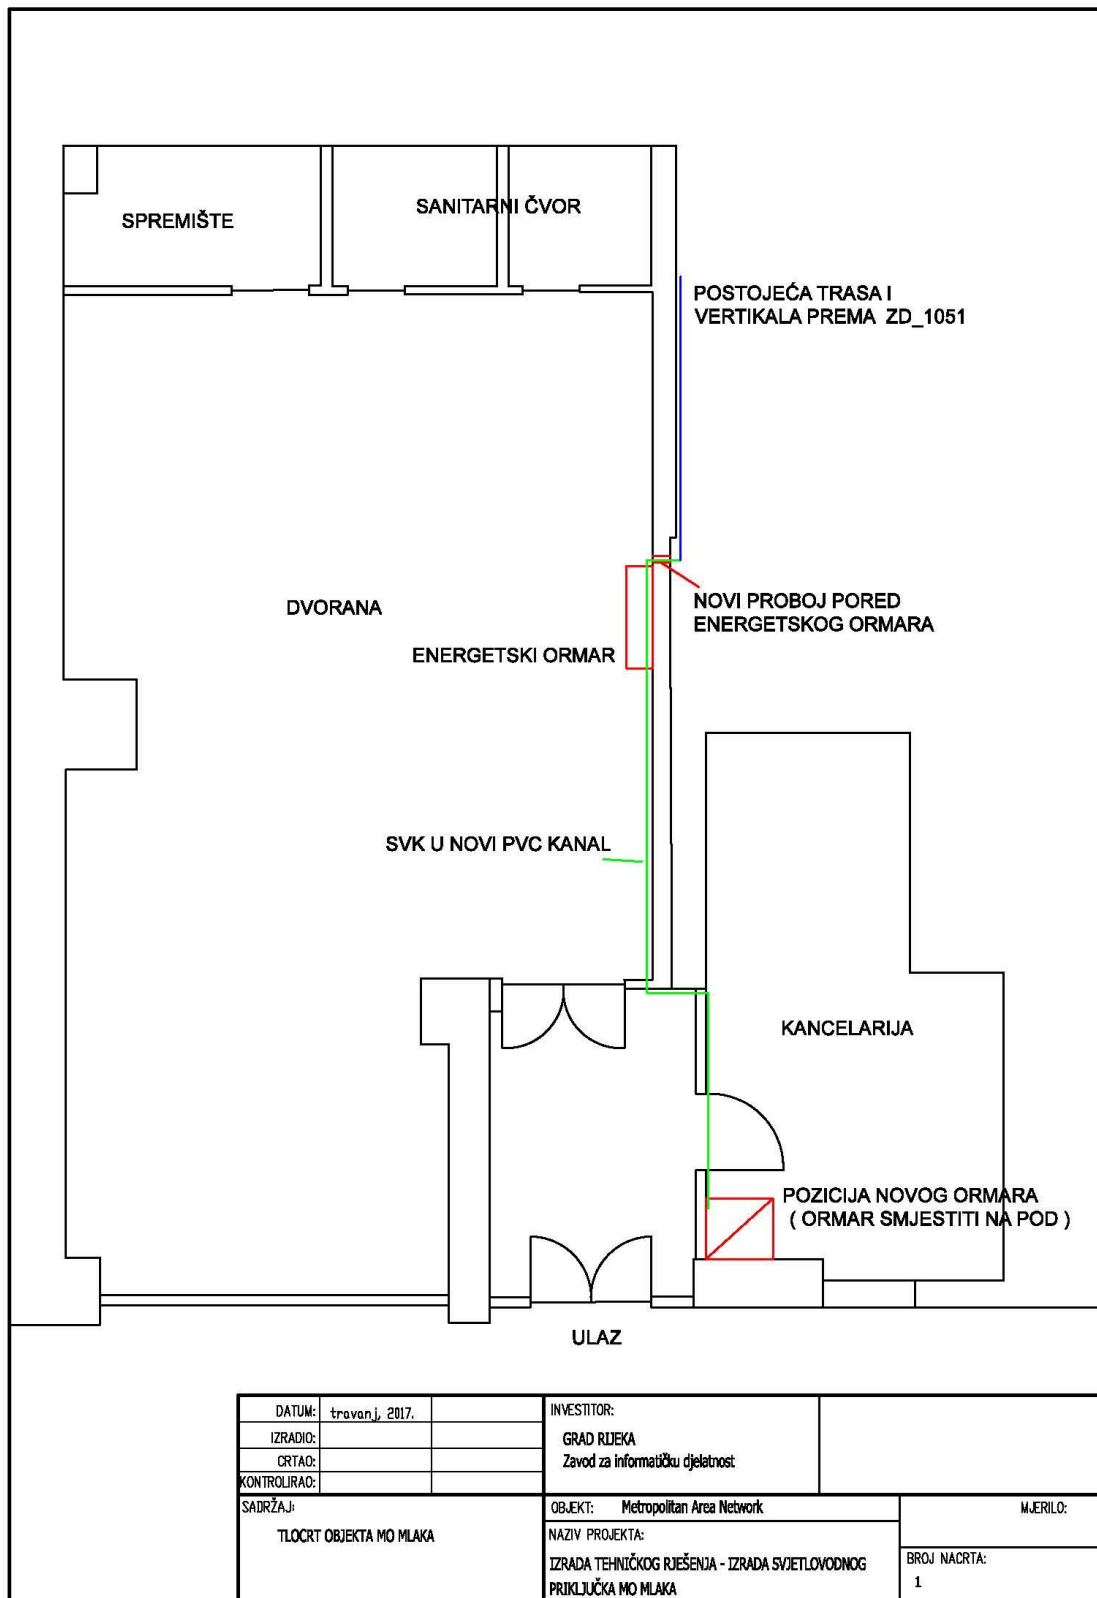 SPREMIŠTE
SANITARNI ČVOR
POSTOJEĆA TRASA I
VERTIKALA PREMA ZD_1051
DVORANA
NOVI PROBOJ PORED
ENERGETSKOG ORMARA
ENERGETSKI ORMAR
SVK U NOVI PVC KANAL
KANCELARIJA
POZICIJA NOVOG ORMARA
( ORMAR SMJESTITI NA POD )
ULAZ
DATUM: travanj, 2017.
IZRADIO:
CRTAO:
KONTROLIRAO:
INVESTITOR:
GRAD RIJEKA
Zavod za informatičku djelatnost
SADRŽAJ:
TLOCRT OBJEKTA MO MLAKA
OBJEKT: Metropolitan Area Network
NAZIV PROJEKTA:
IZRADA TEHNIČKOG RJEŠENJA - IZRADA SVJETLOVODNOG
PRIKLJUČKA MO MLAKA
MJERILO:
BROJ NACRTA:
1